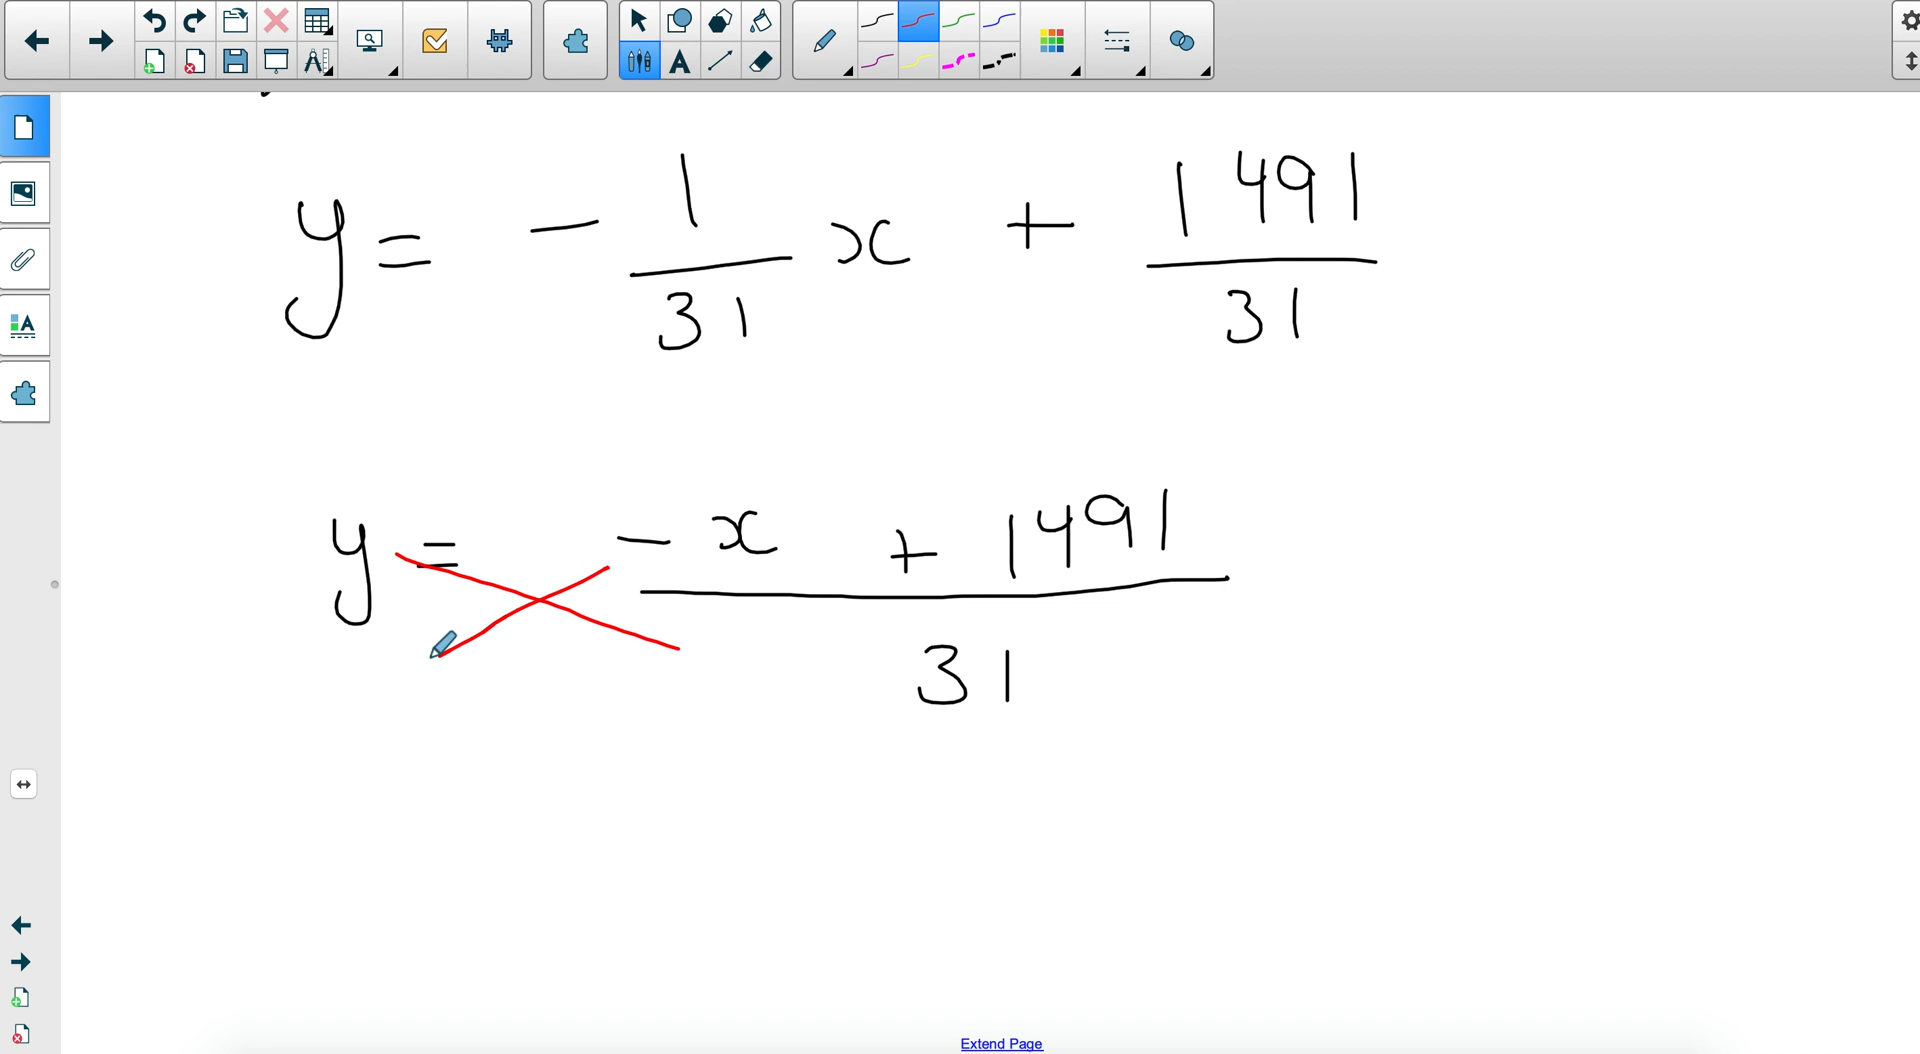 y = - 1/31 x + 1491/31
y = (-x + 1491)/31
Extend Page